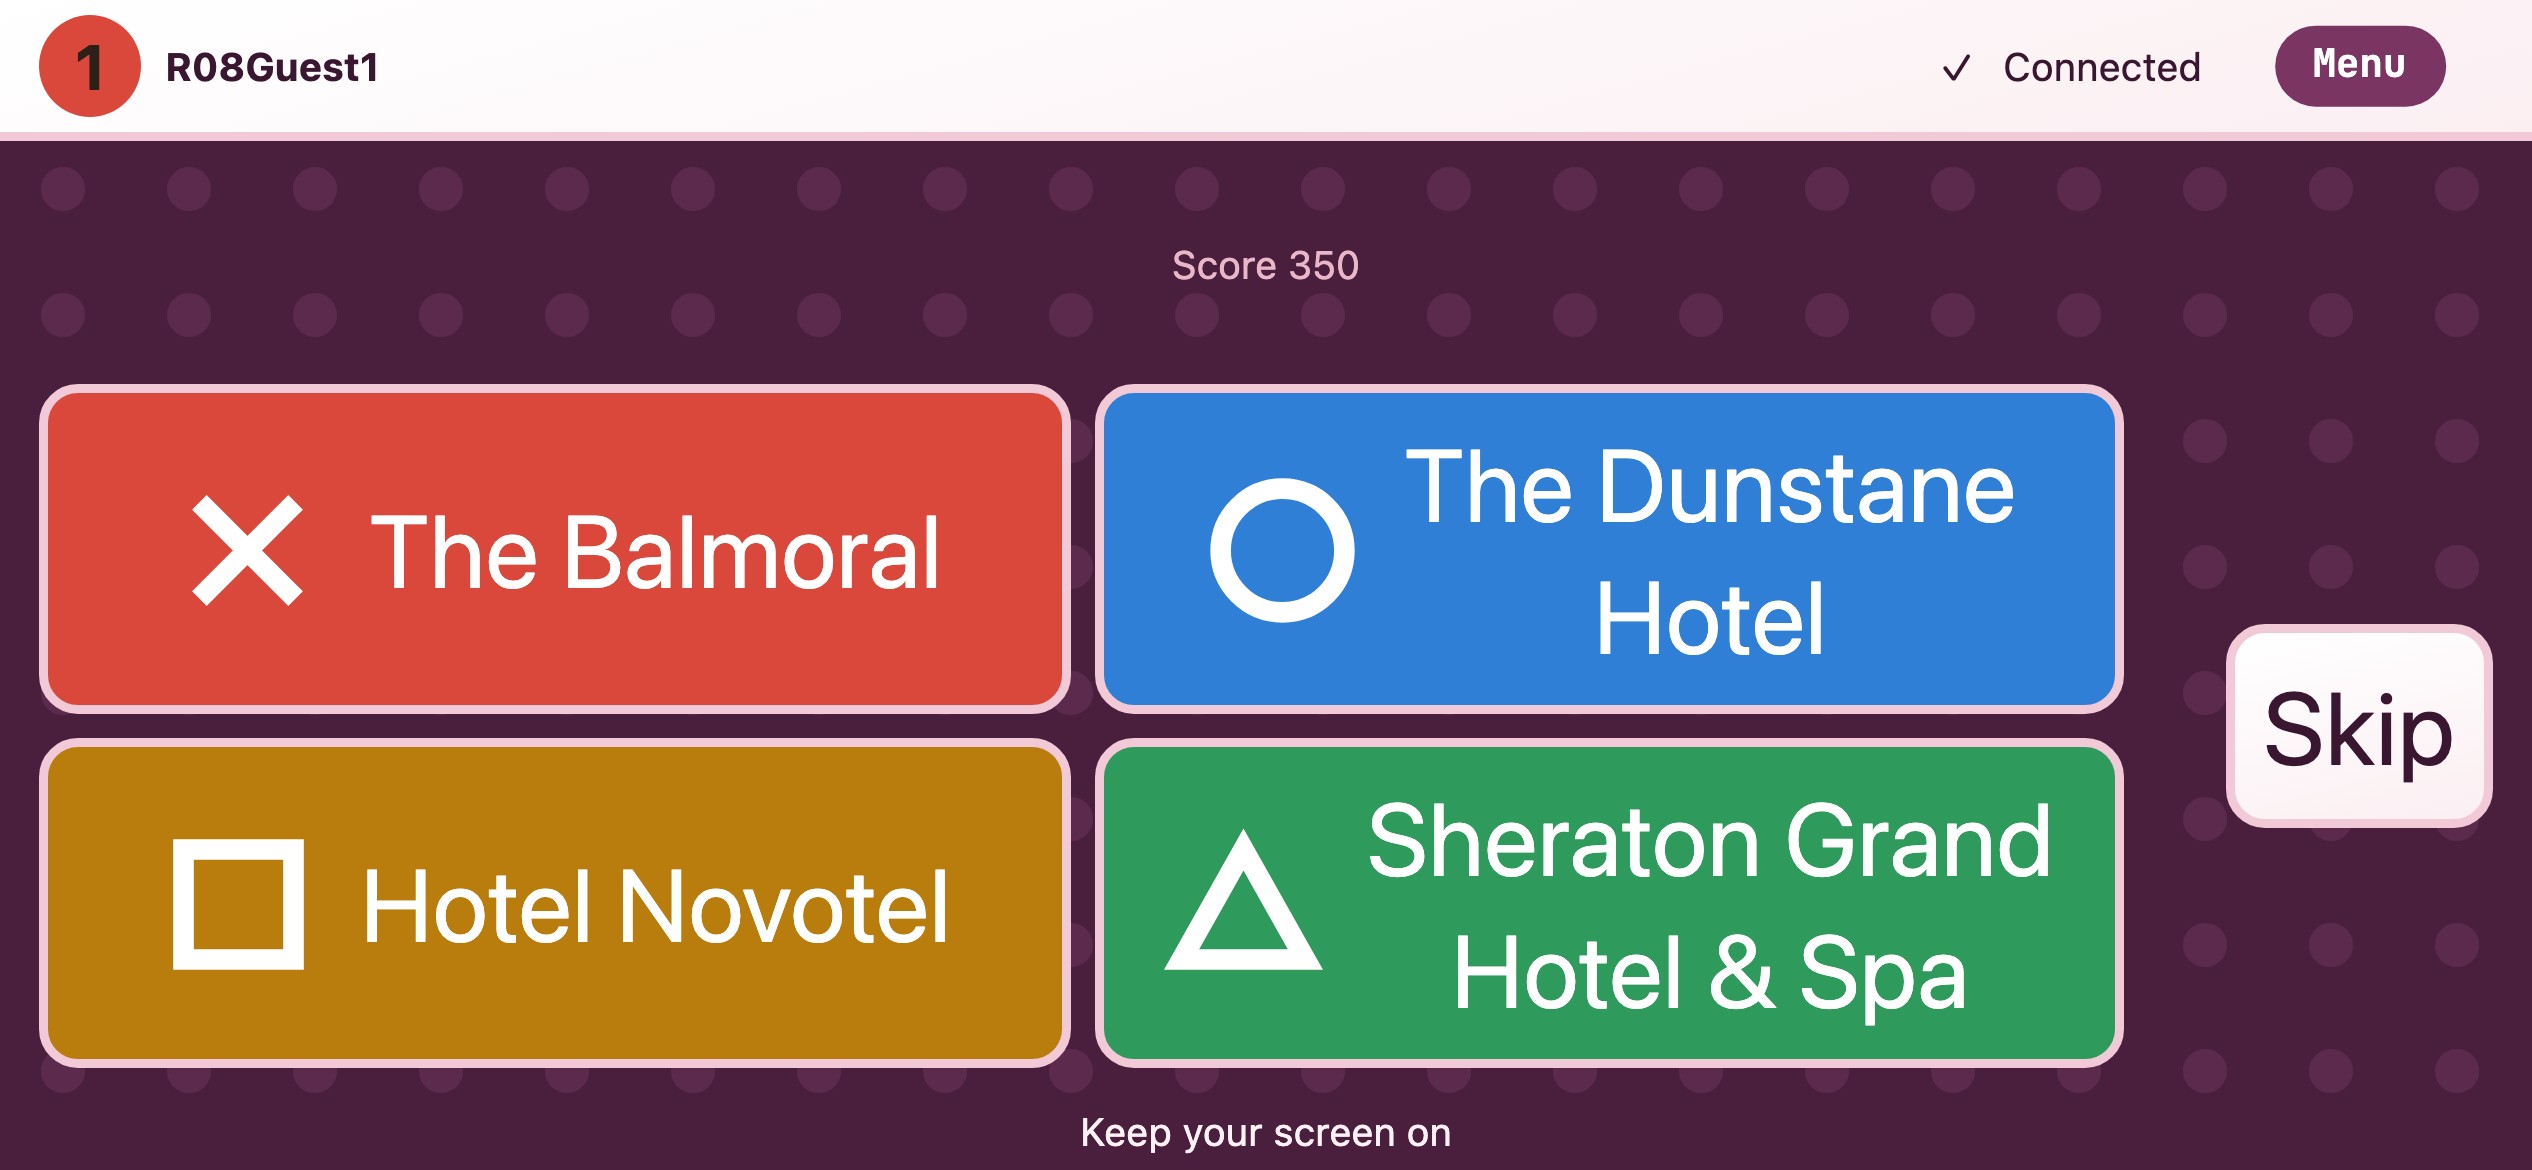 1 R08Guest1
✓ Connected
Menu
Score 350
The Balmoral
The Dunstane
Hotel
Hotel Novotel
Sheraton Grand
Hotel & Spa
Skip
Keep your screen on